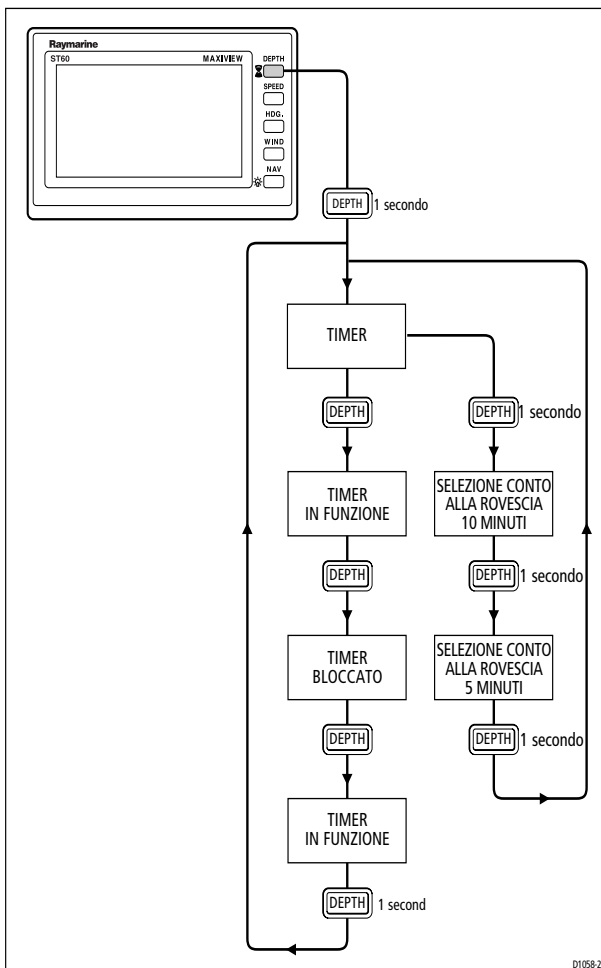 Raymarine
ST60 MAXIVIEW
DEPTH
SPEED
HDG.
WIND
NAV
DEPTH 1 secondo
TIMER
DEPTH
DEPTH 1 secondo
TIMER
IN FUNZIONE
SELEZIONE CONTO
ALLA ROVESCIA
10 MINUTI
DEPTH
DEPTH 1 secondo
TIMER
BLOCCATO
SELEZIONE CONTO
ALLA ROVESCIA
5 MINUTI
DEPTH
DEPTH 1 secondo
TIMER
IN FUNZIONE
DEPTH 1 second
D1058-2